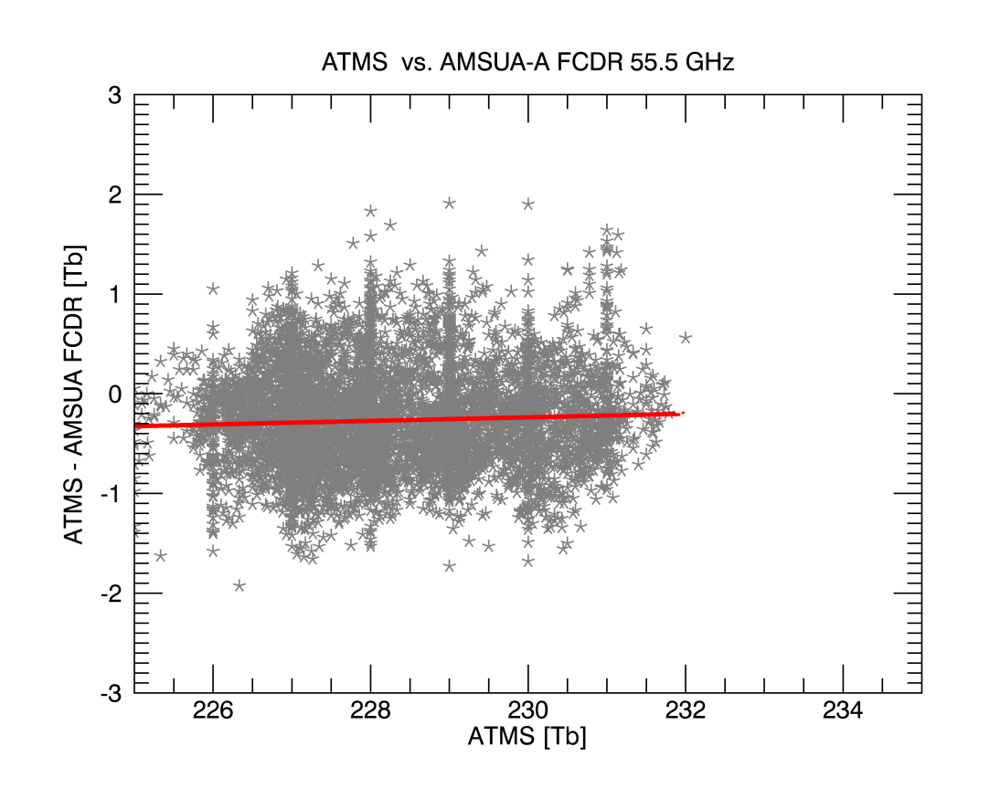 ATMS  vs. AMSUA-A FCDR 55.5 GHz
3
2
1
0
-1
-2
-3
ATMS - AMSUA FCDR [Tb]
226 228 230 232 234
ATMS [Tb]